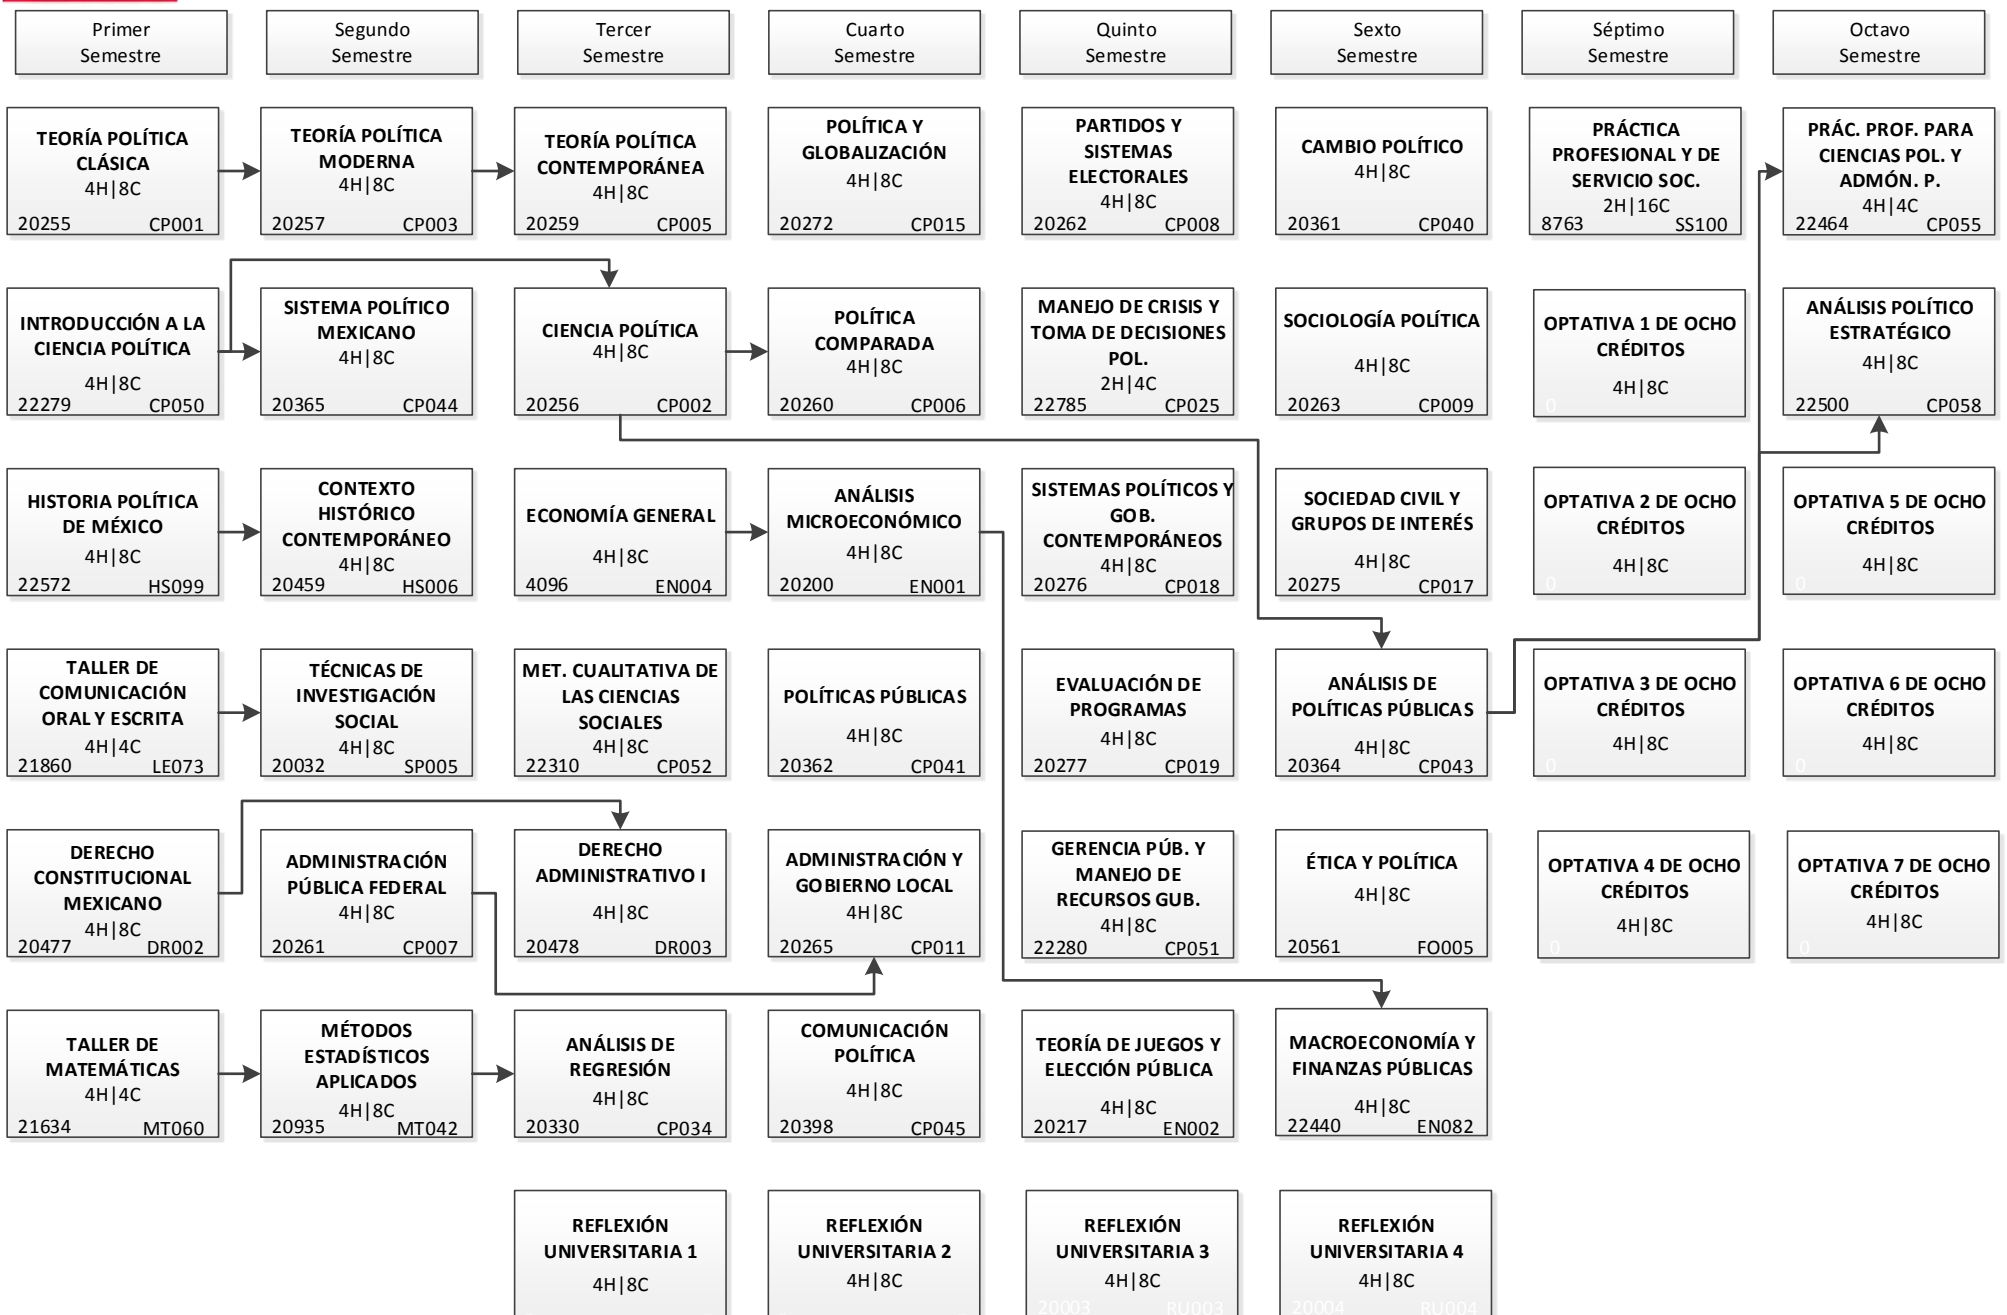 Primer
Semestre
Segundo
Semestre
Tercer
Semestre
Cuarto
Semestre
Quinto
Semestre
Sexto
Semestre
Séptimo
Semestre
Octavo
Semestre
TEORÍA POLÍTICA
CLÁSICA
4H|8C
20255 CP001
TEORÍA POLÍTICA
MODERNA
4H|8C
20257 CP003
TEORÍA POLÍTICA
CONTEMPORÁNEA
4H|8C
20259 CP005
POLÍTICA Y
GLOBALIZACIÓN
4H|8C
20272 CP015
PARTIDOS Y
SISTEMAS
ELECTORALES
4H|8C
20262 CP008
CAMBIO POLÍTICO
4H|8C
20361 CP040
PRÁCTICA
PROFESIONAL Y DE
SERVICIO SOC.
2H|16C
8763 SS100
PRÁC. PROF. PARA
CIENCIAS POL. Y
ADMÓN. P.
4H|4C
22464 CP055
INTRODUCCIÓN A LA
CIENCIA POLÍTICA
4H|8C
22279 CP050
SISTEMA POLÍTICO
MEXICANO
4H|8C
20365 CP044
CIENCIA POLÍTICA
4H|8C
20256 CP002
POLÍTICA
COMPARADA
4H|8C
20260 CP006
MANEJO DE CRISIS Y
TOMA DE DECISIONES
POL.
2H|4C
22785 CP025
SOCIOLOGÍA POLÍTICA
4H|8C
20263 CP009
OPTATIVA 1 DE OCHO
CRÉDITOS
4H|8C
0
ANÁLISIS POLÍTICO
ESTRATÉGICO
4H|8C
22500 CP058
HISTORIA POLÍTICA
DE MÉXICO
4H|8C
22572 HS099
CONTEXTO
HISTÓRICO
CONTEMPORÁNEO
4H|8C
20459 HS006
ECONOMÍA GENERAL
4H|8C
4096 EN004
ANÁLISIS
MICROECONÓMICO
4H|8C
20200 EN001
SISTEMAS POLÍTICOS Y
GOB.
CONTEMPORÁNEOS
4H|8C
20276 CP018
SOCIEDAD CIVIL Y
GRUPOS DE INTERÉS
4H|8C
20275 CP017
OPTATIVA 2 DE OCHO
CRÉDITOS
4H|8C
0
OPTATIVA 5 DE OCHO
CRÉDITOS
4H|8C
0
TALLER DE
COMUNICACIÓN
ORAL Y ESCRITA
4H|4C
21860 LE073
TÉCNICAS DE
INVESTIGACIÓN
SOCIAL
4H|8C
20032 SP005
MET. CUALITATIVA DE
LAS CIENCIAS
SOCIALES
4H|8C
22310 CP052
POLÍTICAS PÚBLICAS
4H|8C
20362 CP041
EVALUACIÓN DE
PROGRAMAS
4H|8C
20277 CP019
ANÁLISIS DE
POLÍTICAS PÚBLICAS
4H|8C
20364 CP043
OPTATIVA 3 DE OCHO
CRÉDITOS
4H|8C
0
OPTATIVA 6 DE OCHO
CRÉDITOS
4H|8C
0
DERECHO
CONSTITUCIONAL
MEXICANO
4H|8C
20477 DR002
ADMINISTRACIÓN
PÚBLICA FEDERAL
4H|8C
20261 CP007
DERECHO
ADMINISTRATIVO I
4H|8C
20478 DR003
ADMINISTRACIÓN Y
GOBIERNO LOCAL
4H|8C
20265 CP011
GERENCIA PÚB. Y
MANEJO DE
RECURSOS GUB.
4H|8C
22280 CP051
ÉTICA Y POLÍTICA
4H|8C
20561 FO005
OPTATIVA 4 DE OCHO
CRÉDITOS
4H|8C
0
OPTATIVA 7 DE OCHO
CRÉDITOS
4H|8C
0
TALLER DE
MATEMÁTICAS
4H|4C
21634 MT060
MÉTODOS
ESTADÍSTICOS
APLICADOS
4H|8C
20935 MT042
ANÁLISIS DE
REGRESIÓN
4H|8C
20330 CP034
COMUNICACIÓN
POLÍTICA
4H|8C
20398 CP045
TEORÍA DE JUEGOS Y
ELECCIÓN PÚBLICA
4H|8C
20217 EN002
MACROECONOMÍA Y
FINANZAS PÚBLICAS
4H|8C
22440 EN082
REFLEXIÓN
UNIVERSITARIA 1
4H|8C
REFLEXIÓN
UNIVERSITARIA 2
4H|8C
REFLEXIÓN
UNIVERSITARIA 3
4H|8C
20003 RU003
REFLEXIÓN
UNIVERSITARIA 4
4H|8C
20004 RU004